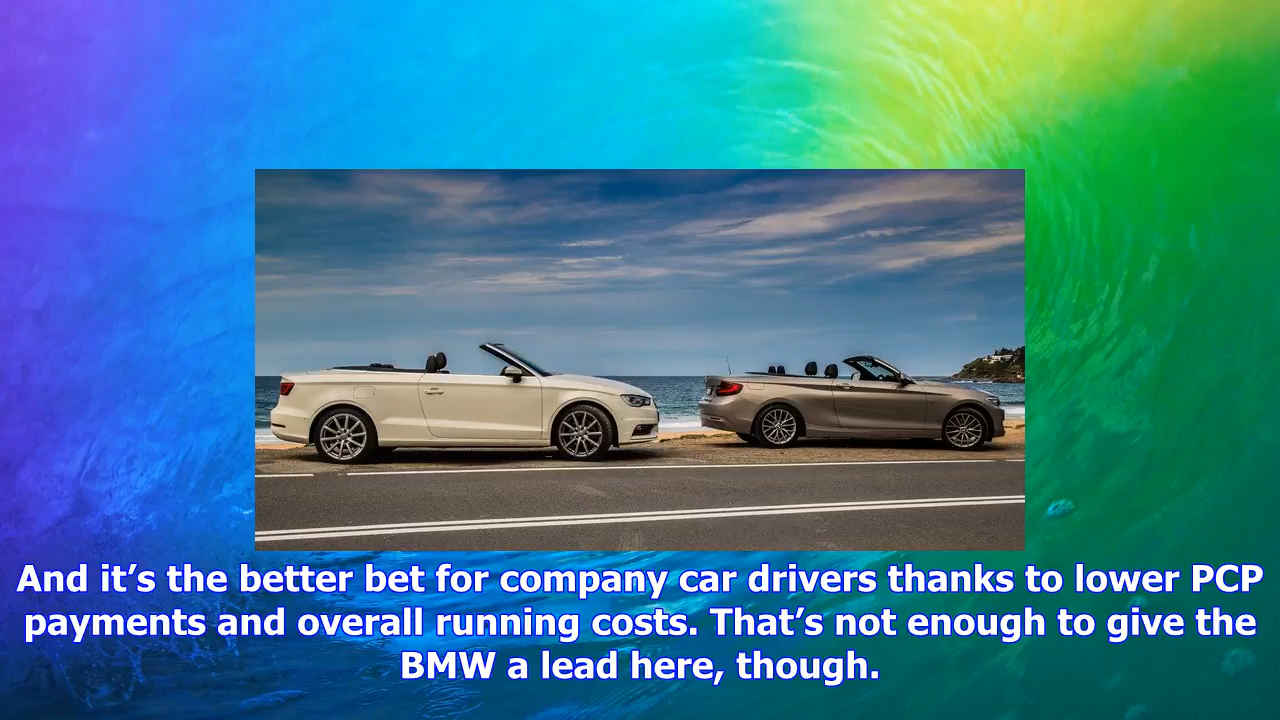 And it’s the better bet for company car drivers thanks to lower PCP
payments and overall running costs. That’s not enough to give the
BMW a lead here, though.